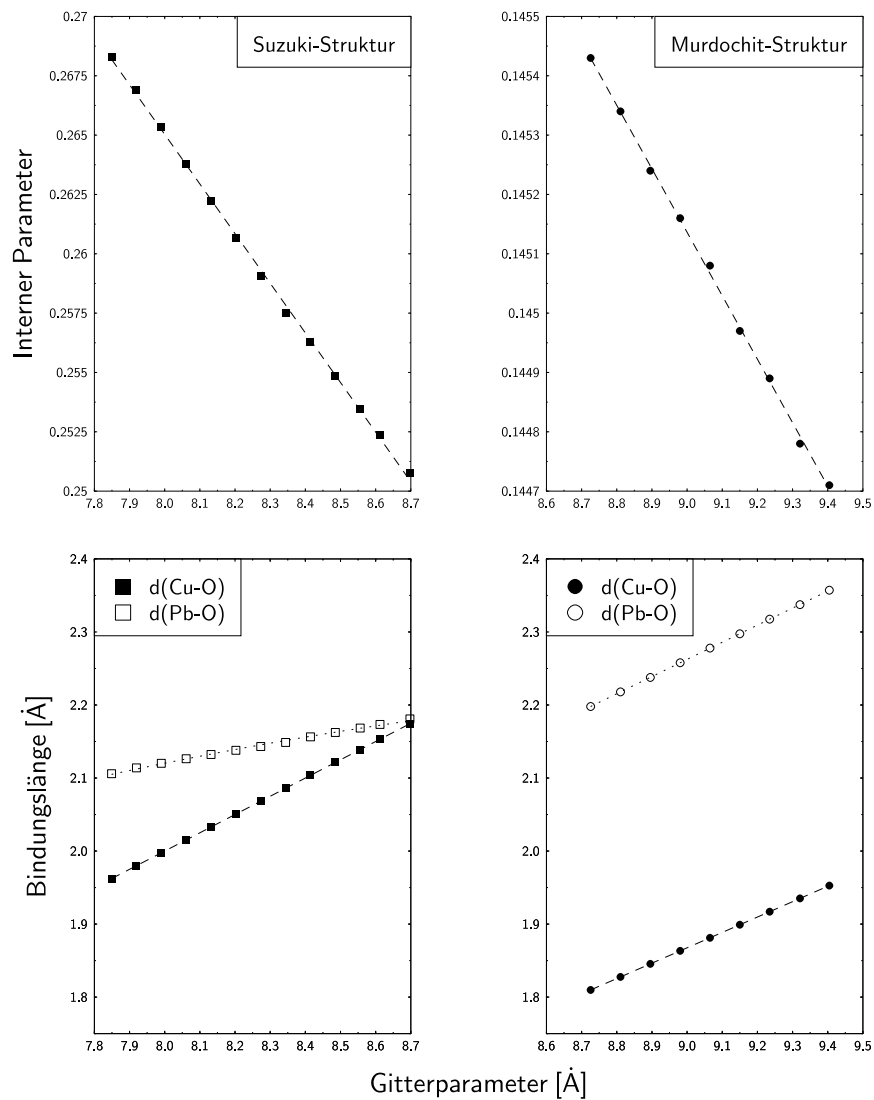 Suzuki-Struktur
0.27
0.2675
0.265
0.2625
0.26
0.2575
0.255
0.2525
0.25
7.8 7.9 8.0 8.1 8.2 8.3 8.4 8.5 8.6 8.7
Interner Parameter
Murdochit-Struktur
0.1455
0.1454
0.1453
0.1452
0.1451
0.145
0.1449
0.1448
0.1447
8.6 8.7 8.8 8.9 9.0 9.1 9.2 9.3 9.4 9.5
d(Cu-O)
d(Pb-O)
2.4
2.3
2.2
2.1
2.0
1.9
1.8
7.8 7.9 8.0 8.1 8.2 8.3 8.4 8.5 8.6 8.7
Bindungslänge [Å]
d(Cu-O)
d(Pb-O)
2.4
2.3
2.2
2.1
2.0
1.9
1.8
8.6 8.7 8.8 8.9 9.0 9.1 9.2 9.3 9.4 9.5
Gitterparameter [Å]